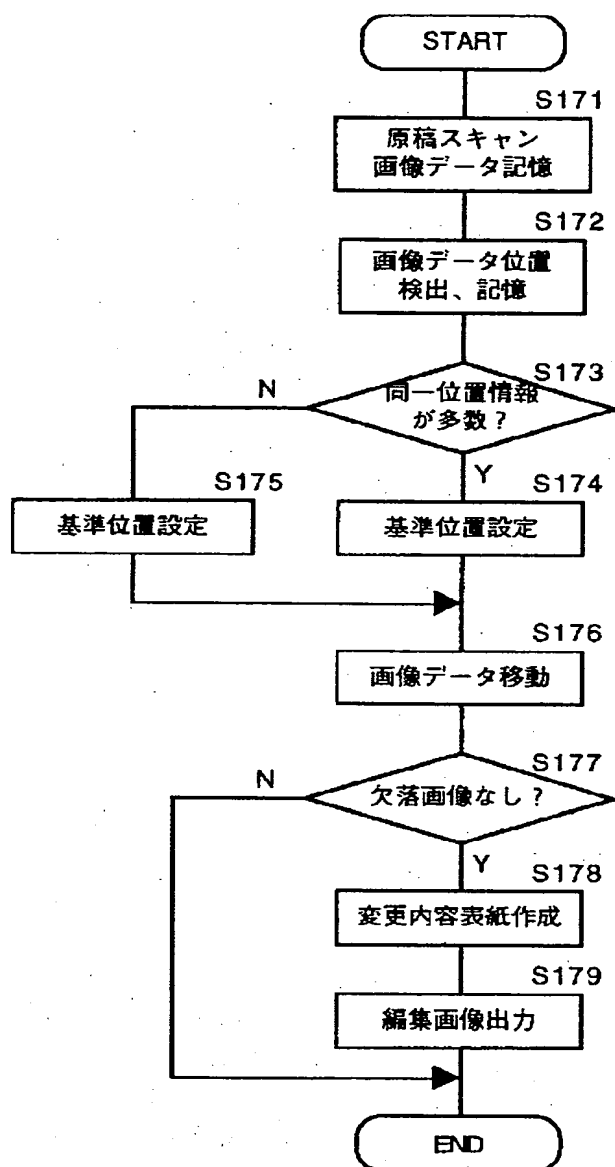 START
S171
原稿スキャン
画像データ記憶
S172
画像データ位置
検出、記憶
S173
同一位置情報
が多数？
N
Y
S175
基準位置設定
S174
基準位置設定
S176
画像データ移動
S177
欠落画像なし？
N
Y
S178
変更内容表紙作成
S179
編集画像出力
END